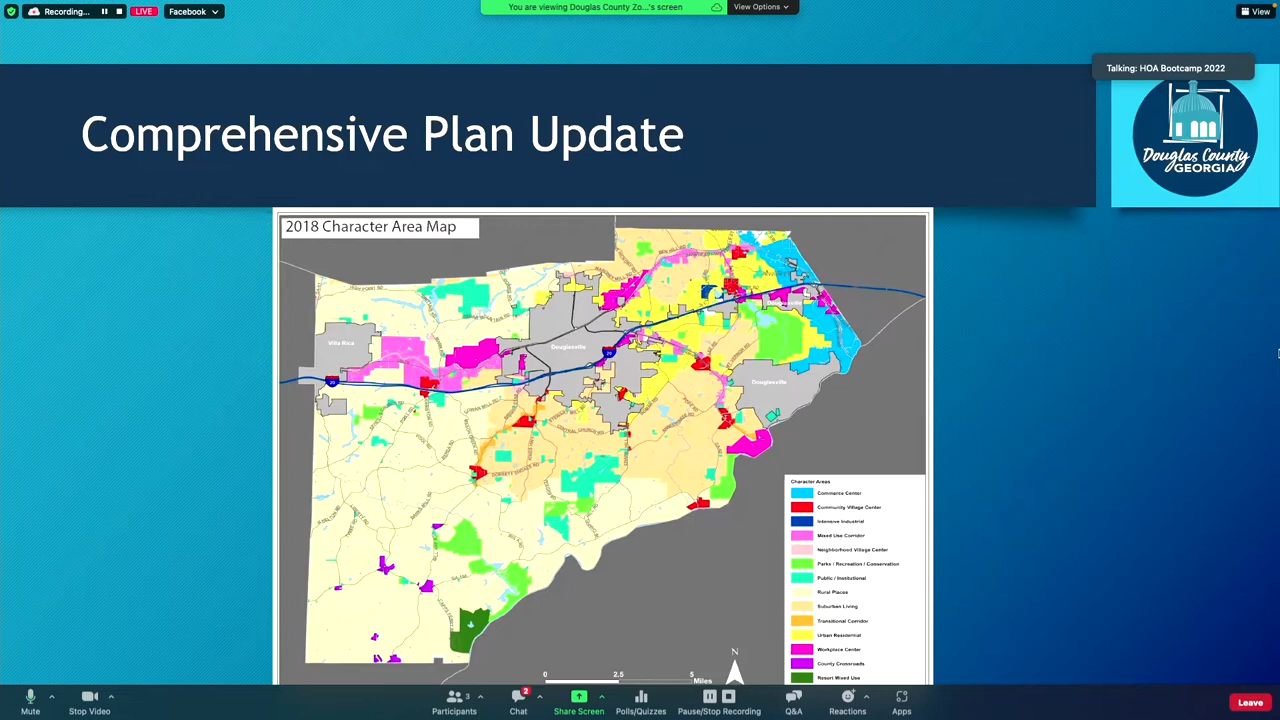 Recording...
LIVE
Facebook
You are viewing Douglas County Zo...'s screen
View Options
View
Talking: HOA Bootcamp 2022
Comprehensive Plan Update
Douglas County
GEORGIA
2018 Character Area Map
Villa Rica
Douglasville
Douglasville
20
20
Character Areas
Commerce Center
Community Village Center
Intensive Industrial
Mixed Use Corridor
Neighborhood Village Center
Parks / Recreation / Conservation
Public / Institutional
Rural Places
Suburban Living
Transitional Corridor
Urban Residential
Workplace Center
County Crossroads
Resort Mixed Use
N
0 2.5 5
Miles
Mute
Stop Video
Participants 3
Chat 2
Share Screen
Polls/Quizzes
Pause/Stop Recording
Q&A
Reactions
Apps
Leave